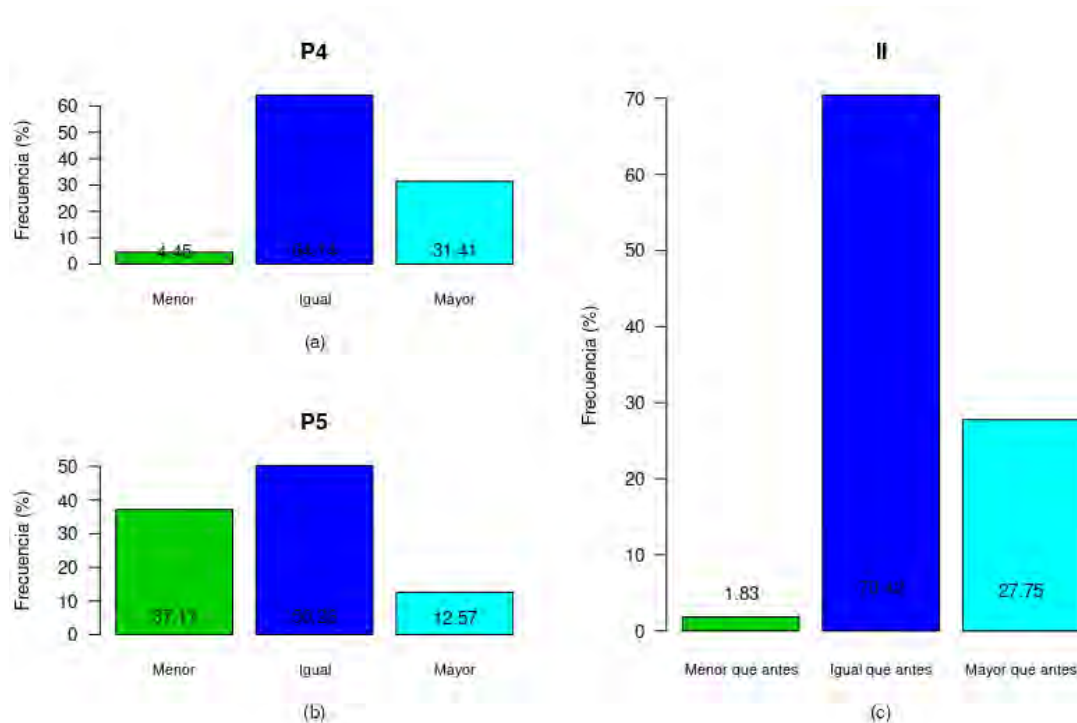 P4
Frecuencia (%)
60
50
40
30
20
10
0
4.45
64.14
31.41
Menor
Igual
Mayor
(a)
P5
Frecuencia (%)
50
40
30
20
10
0
37.17
50.26
12.57
Menor
Igual
Mayor
(b)
II
Frecuencia (%)
70
60
50
40
30
20
10
0
1.83
70.42
27.75
Menor que antes
Igual que antes
Mayor que antes
(c)